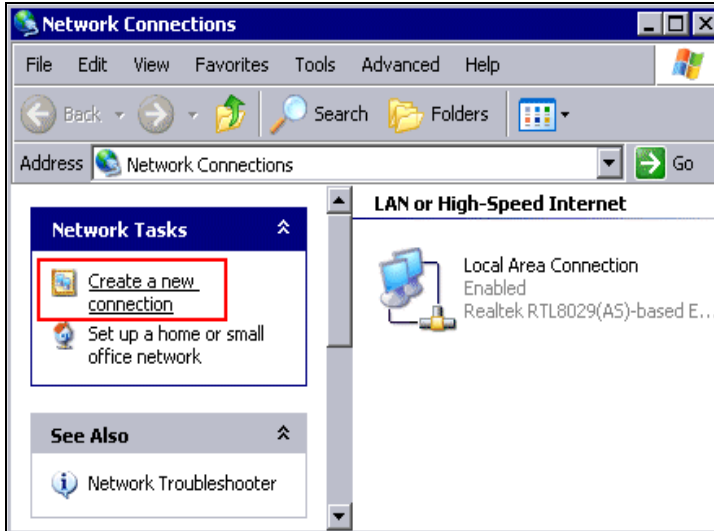 Network Connections
File Edit View Favorites Tools Advanced Help
Back Search Folders
Address Network Connections Go
Network Tasks
Create a new
connection
Set up a home or small
office network
See Also
Network Troubleshooter
LAN or High-Speed Internet
Local Area Connection
Enabled
Realtek RTL8029(AS)-based E...